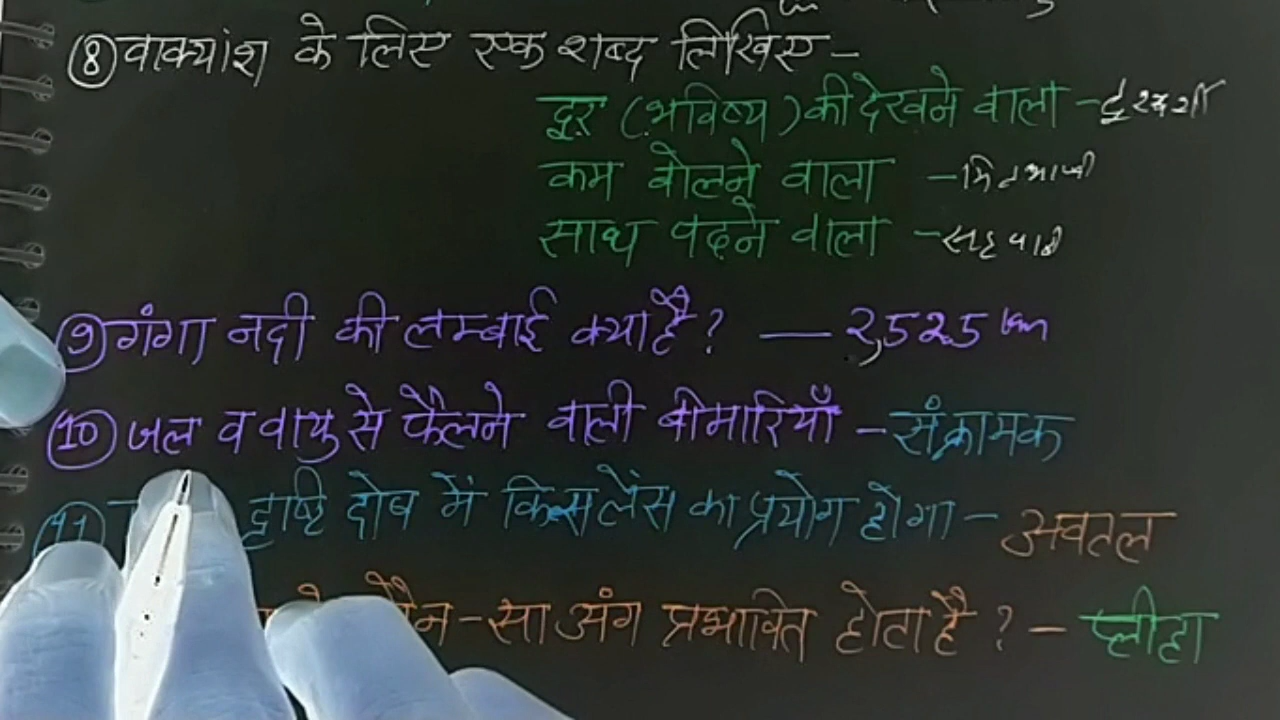 ⑧ वाक्यांश के लिए एक शब्द लिखिए -
दूर (भविष्य) की देखने वाला - दूरदर्शी
कम बोलने वाला - मितभाषी
साथ पढ़ने वाला - सहपाठी
⑨ गंगा नदी की लम्बाई क्या है? — 2,525 km
⑩ जल व वायु से फैलने वाली बीमारियाँ - संक्रामक
⑪ दृष्टि दोष में किस लेंस का प्रयोग होगा - अवतल
कौन-सा अंग प्रभावित होता है? - प्लीहा